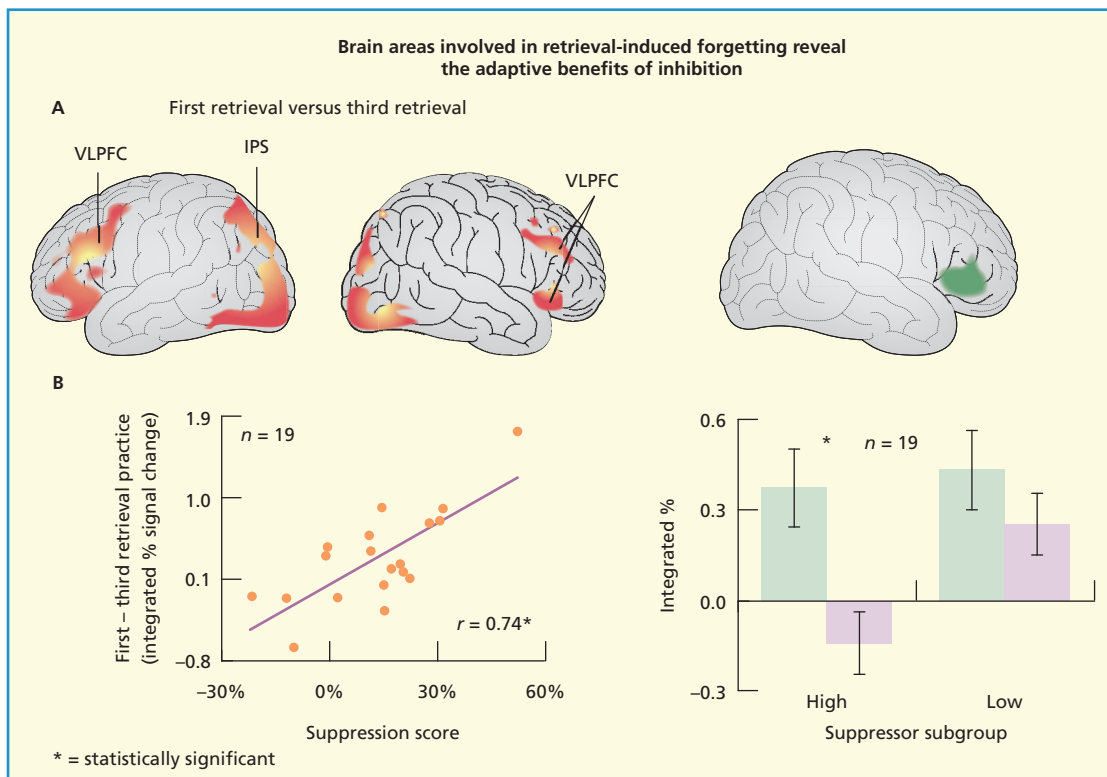 Brain areas involved in retrieval-induced forgetting reveal
the adaptive benefits of inhibition
A First retrieval versus third retrieval
VLPFC
IPS
VLPFC
B
First – third retrieval practice
(integrated % signal change)
1.9
1.0
0.1
–0.8
n = 19
r = 0.74*
–30%
0%
30%
60%
Suppression score
Integrated %
0.6
0.3
0.0
–0.3
* n = 19
High
Low
Suppressor subgroup
* = statistically significant